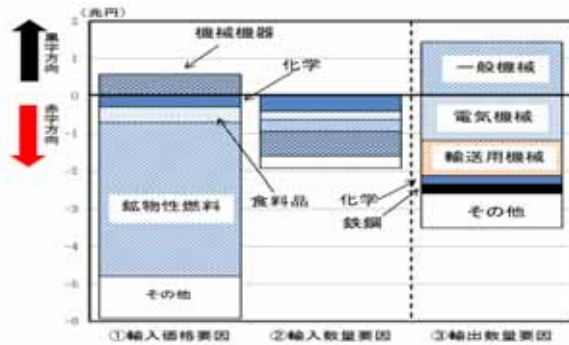 (兆円)
黒字方向
赤字方向
2
1
0
-1
-2
-3
-4
-5
-6
機械機器
化学
鉱物性燃料
食料品
その他
一般機械
電気機械
輸送用機械
化学
鉄鋼
その他
①輸入価格要因
②輸入数量要因
③輸出数量要因